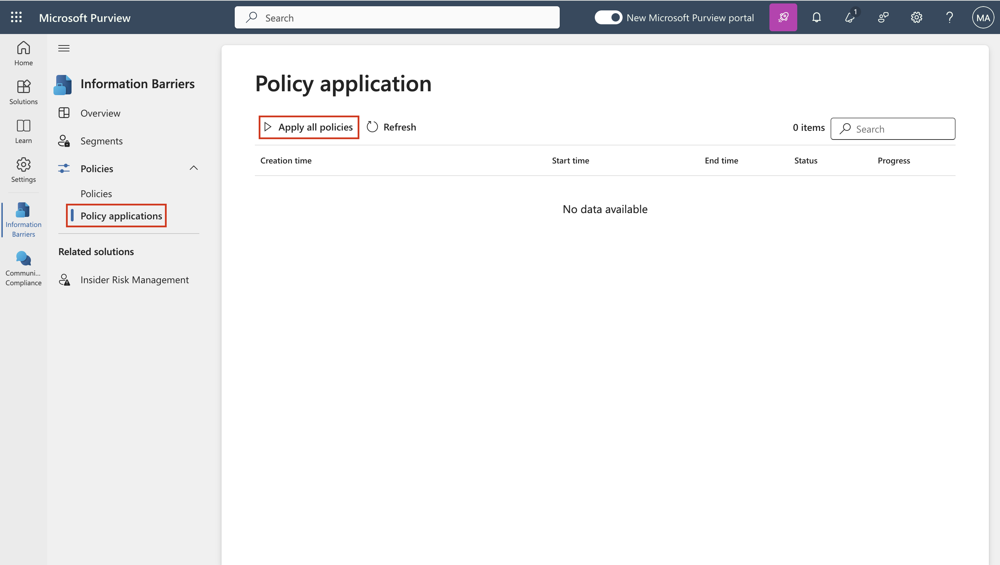 Microsoft Purview
Search
New Microsoft Purview portal
1
MA
Home
Solutions
Learn
Settings
Information
Barriers
Communi...
Compliance
Information Barriers
Overview
Segments
Policies
Policies
Policy applications
Related solutions
Insider Risk Management
Policy application
Apply all policies
Refresh
0 items
Search
Creation time
Start time
End time
Status
Progress
No data available